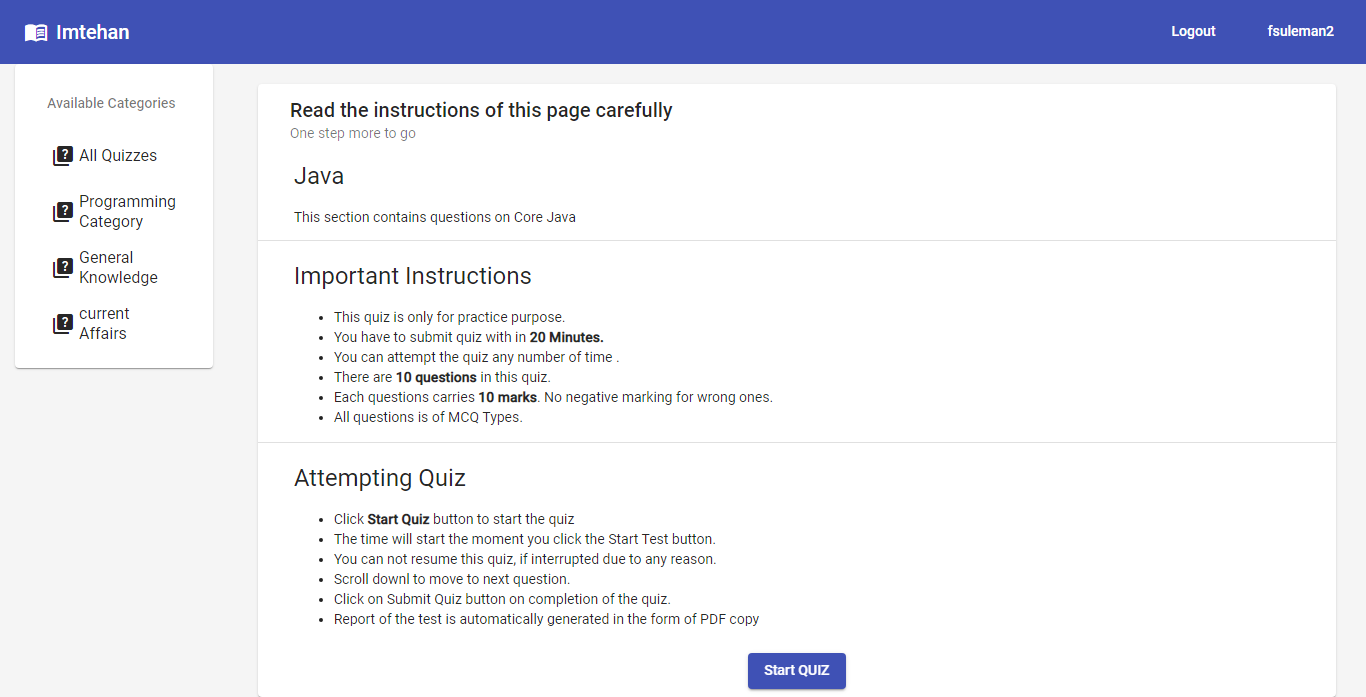 Imtehan
Logout
fsuleman2
Available Categories
All Quizzes
Programming
Category
General
Knowledge
current
Affairs
Read the instructions of this page carefully
One step more to go
Java
This section contains questions on Core Java
Important Instructions
This quiz is only for practice purpose.
You have to submit quiz with in 20 Minutes.
You can attempt the quiz any number of time .
There are 10 questions in this quiz.
Each questions carries 10 marks. No negative marking for wrong ones.
All questions is of MCQ Types.
Attempting Quiz
Click Start Quiz button to start the quiz
The time will start the moment you click the Start Test button.
You can not resume this quiz, if interrupted due to any reason.
Scroll downl to move to next question.
Click on Submit Quiz button on completion of the quiz.
Report of the test is automatically generated in the form of PDF copy
Start QUIZ